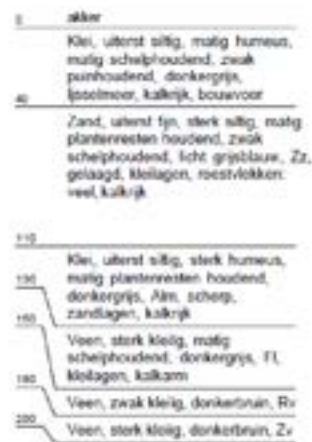 0 akker
Klei, uiterst siltig, matig humeus,
matig schelphoudend, zwak
puinhoudend, donkergrijs,
Ijsselmeer, kalkrijk, bouwvoor
40
Zand, uiterst fijn, sterk siltig, matig
plantenresten houdend, zwak
schelphoudend, licht grijsblauw, Zz,
gelaagd, kleilagen, roestvlekken:
veel, kalkrijk
110
Klei, uiterst siltig, sterk humeus,
130
matig plantenresten houdend,
donkergrijs, Alm, scherp,
zandlagen, kalkrijk
Veen, sterk kleiig, matig
schelphoudend, donkergrijs,
kleilagen, kalkarm
Veen, zwak kleiig, donkerbruin, Rv
200
Veen, sterk kleiig, donkerbruin, Zv